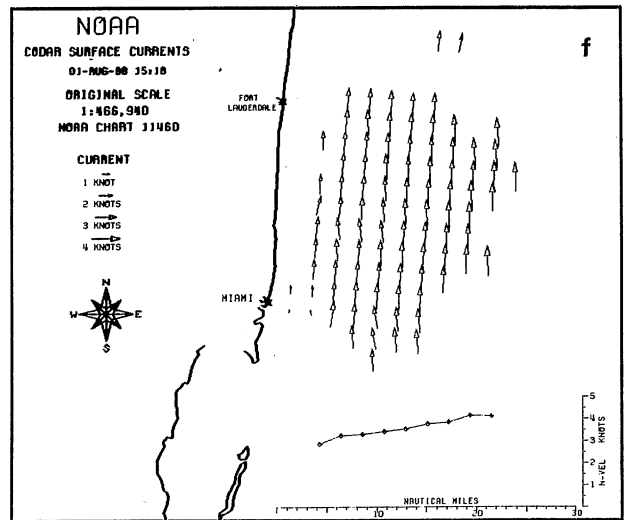 NOAA
f
CODAR SURFACE CURRENTS
01-AUG-88 15:18
ORIGINAL SCALE
1:466,940
NOAA CHART 11460
CURRENT
1 KNOT
2 KNOTS
3 KNOTS
4 KNOTS
FORT
LAUDERDALE
MIAMI
N
W E
S
5
4
3
2
1
0
N-VEL KNOTS
NAUTICAL MILES
10 20 30